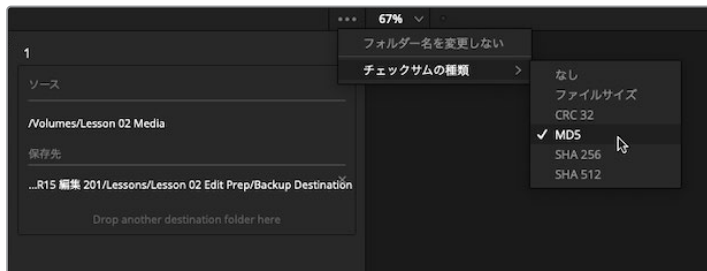 ••• 67%
フォルダー名を変更しない
チェックサムの種類 >
1
ソース
/Volumes/Lesson 02 Media
保存先
...R15 編集 201/Lessons/Lesson 02 Edit Prep/Backup Destination
Drop another destination folder here
なし
ファイルサイズ
CRC 32
✓ MD5
SHA 256
SHA 512